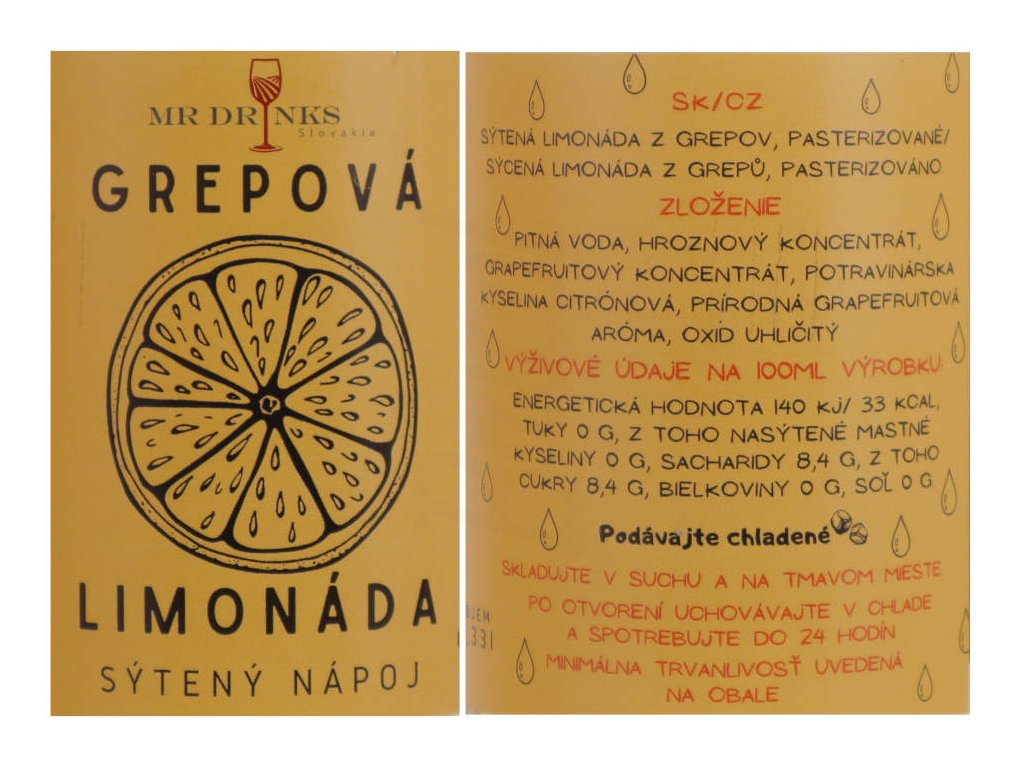 MR DRINKS
Slovakia
GREPOVÁ
LIMONÁDA
SÝTENÝ NÁPOJ
SK/CZ
SÝTENÁ LIMONÁDA Z GREPOV, PASTERIZOVANÉ/
SÝCENÁ LIMONÁDA Z GREPŮ, PASTERIZOVÁNO.
ZLOŽENIE
PITNÁ VODA, HROZNOVÝ KONCENTRÁT,
GRAPEFRUITOVÝ KONCENTRÁT, POTRAVINÁRSKA
KYSELINA CITRÓNOVÁ, PRÍRODNÁ GRAPEFRUITOVÁ
ARÓMA, OXID UHLIČITÝ
VÝŽIVOVÉ ÚDAJE NA 100ML VÝROBKU:
ENERGETICKÁ HODNOTA 140 KJ/ 33 KCAL,
TUKY 0 G, Z TOHO NASÝTENÉ MASTNÉ
KYSELINY 0 G, SACHARIDY 8,4 G, Z TOHO
CUKRY 8,4 G, BIELKOVINY 0 G, SOĽ 0 G
Podávajte chladené
SKLADUJTE V SUCHU A NA TMAVOM MIESTE
PO OTVORENÍ UCHOVÁVAJTE V CHLADE
A SPOTREBUJTE DO 24 HODÍN
MINIMÁLNA TRVANLIVOSŤ UVEDENÁ
NA OBALE